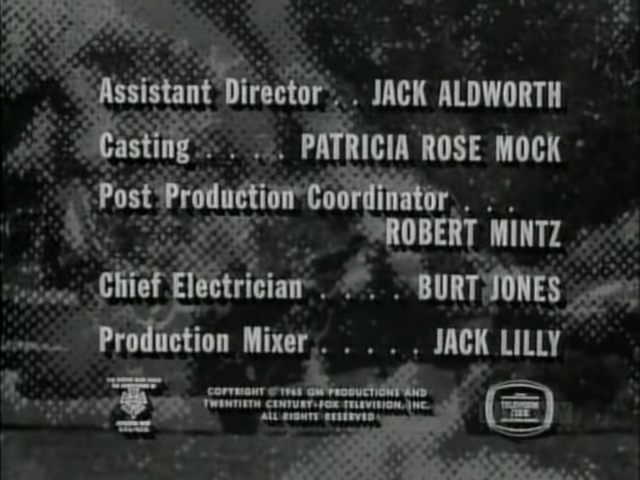 Assistant Director . . JACK ALDWORTH
Casting . . . . PATRICIA ROSE MOCK
Post Production Coordinator . . .
ROBERT MINTZ
Chief Electrician . . . . BURT JONES
Production Mixer . . . . . JACK LILLY
COPYRIGHT © 1965 QM PRODUCTIONS AND
TWENTIETH CENTURY-FOX TELEVISION, INC.
ALL RIGHTS RESERVED
TELEVISION